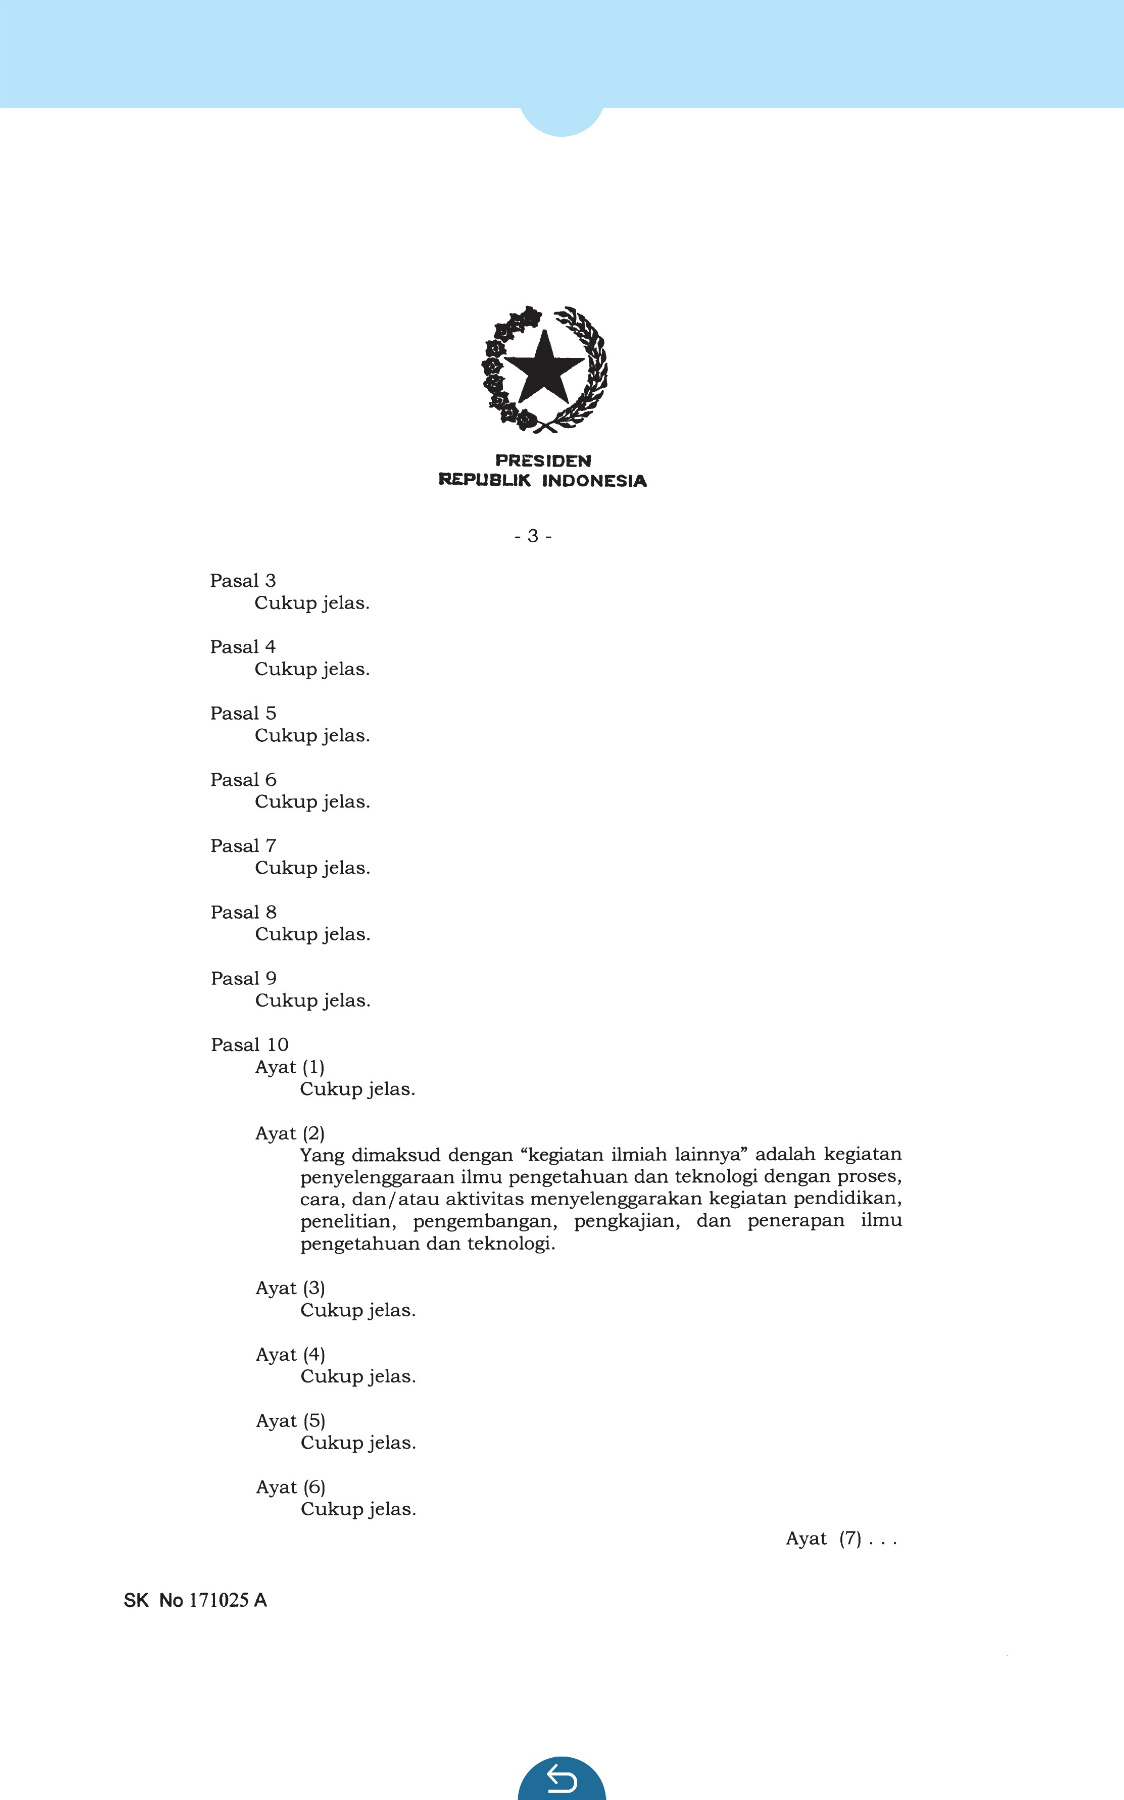 PRESIDEN
REPUBLIK INDONESIA
- 3 -
Pasal 3
Cukup jelas.
Pasal 4
Cukup jelas.
Pasal 5
Cukup jelas.
Pasal 6
Cukup jelas.
Pasal 7
Cukup jelas.
Pasal 8
Cukup jelas.
Pasal 9
Cukup jelas.
Pasal 10
Ayat (1)
Cukup jelas.
Ayat (2)
Yang dimaksud dengan “kegiatan ilmiah lainnya” adalah kegiatan
penyelenggaraan ilmu pengetahuan dan teknologi dengan proses,
cara, dan/atau aktivitas menyelenggarakan kegiatan pendidikan,
penelitian, pengembangan, pengkajian, dan penerapan ilmu
pengetahuan dan teknologi.
Ayat (3)
Cukup jelas.
Ayat (4)
Cukup jelas.
Ayat (5)
Cukup jelas.
Ayat (6)
Cukup jelas.
Ayat (7) . . .
SK No 171025 A